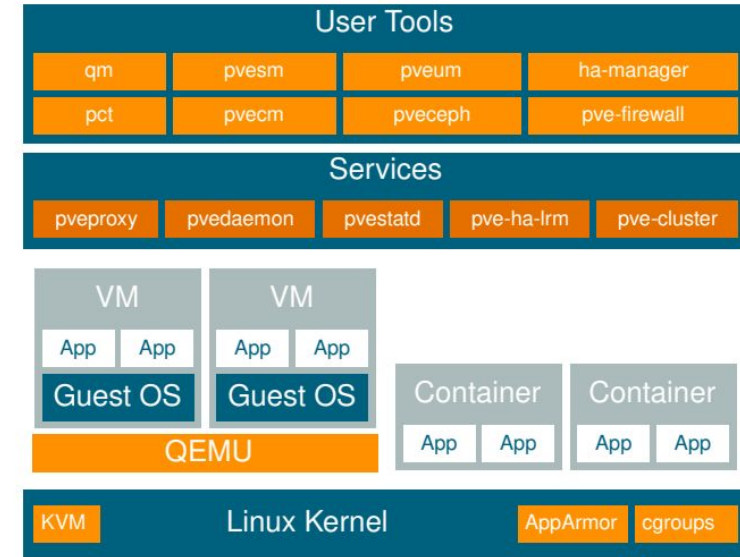 User Tools
qm pvesm pveum ha-manager
pct pvecm pveceph pve-firewall
Services
pveproxy pvedaemon pvestatd pve-ha-lrm pve-cluster
VM VM
App App App App
Guest OS Guest OS
Container Container
App App App App
QEMU
KVM Linux Kernel AppArmor cgroups